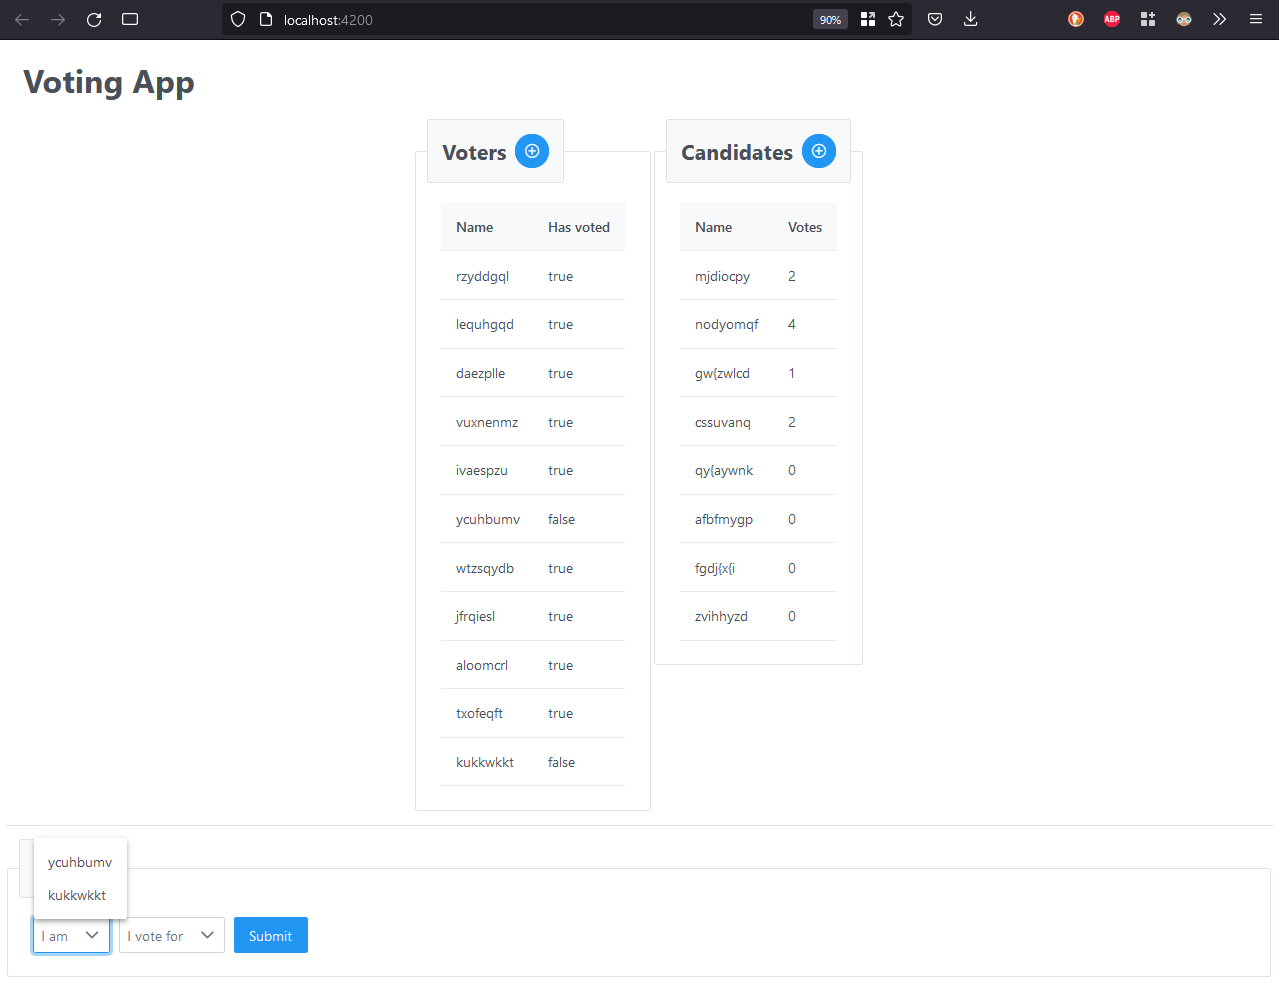 localhost:4200
90%
ABP
Voting App
Voters
Candidates
Name Has voted
rzyddgql true
lequhgqd true
daezplle true
vuxnenmz true
ivaespzu true
ycuhbumv false
wtzsqydb true
jfrqiesl true
aloomcrl true
txofeqft true
kukkwkkt false
Name Votes
mjdiocpy 2
nodyomqf 4
gw{zwlcd 1
cssuvanq 2
qy{aywnk 0
afbfmygp 0
fgdj{x{i 0
zvihhyzd 0
ycuhbumv
kukkwkkt
I am I vote for Submit